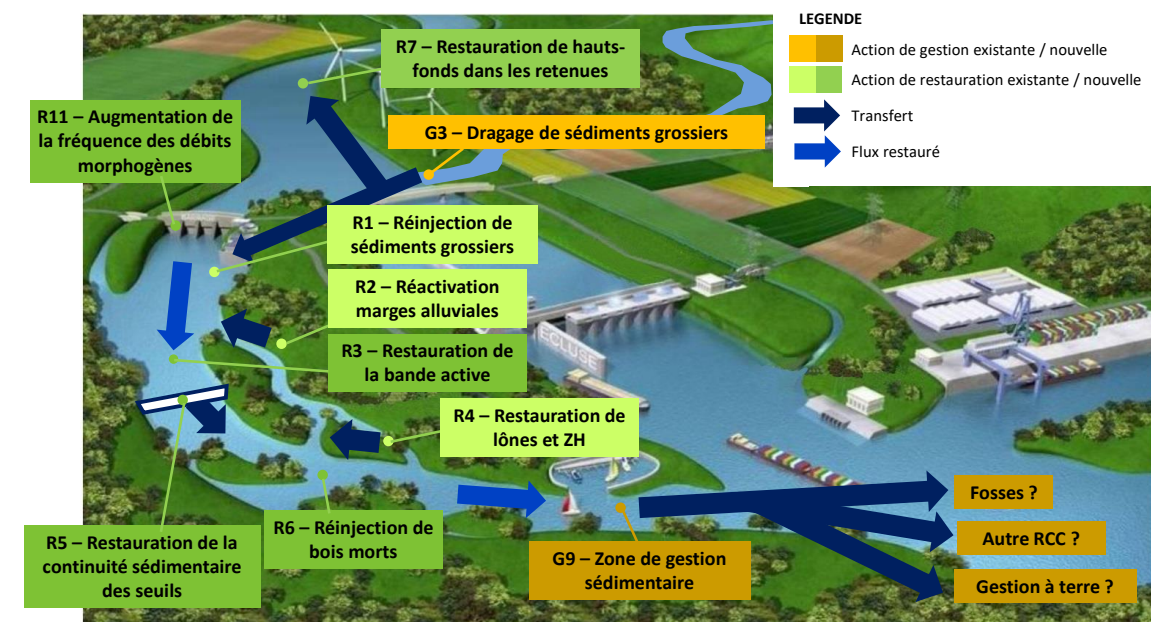 LEGENDE
Action de gestion existante / nouvelle
Action de restauration existante / nouvelle
Transfert
Flux restauré
R7 – Restauration de hauts-
fonds dans les retenues
R11 – Augmentation de
la fréquence des débits
morphogènes
G3 – Dragage de sédiments grossiers
R1 – Réinjection de
sédiments grossiers
R2 – Réactivation
marges alluviales
R3 – Restauration de
la bande active
ECLUSE
R4 – Restauration de
lônes et ZH
R5 – Restauration de la
continuité sédimentaire
des seuils
R6 – Réinjection de
bois morts
G9 – Zone de gestion
sédimentaire
Fosses ?
Autre RCC ?
Gestion à terre ?